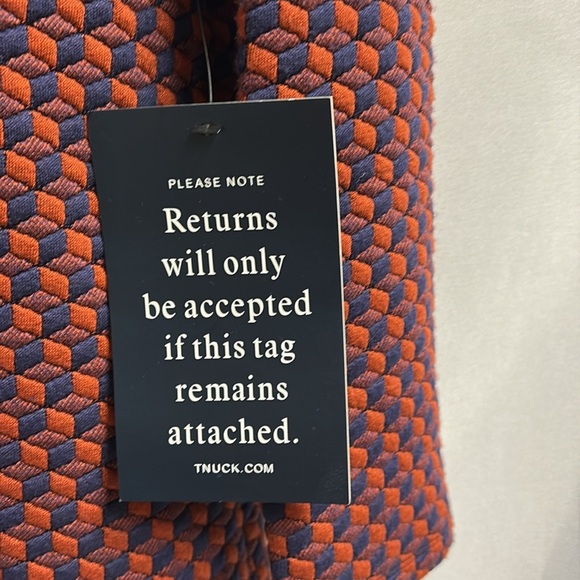 PLEASE NOTE
Returns
will only
be accepted
if this tag
remains
attached.
TNUCK.COM